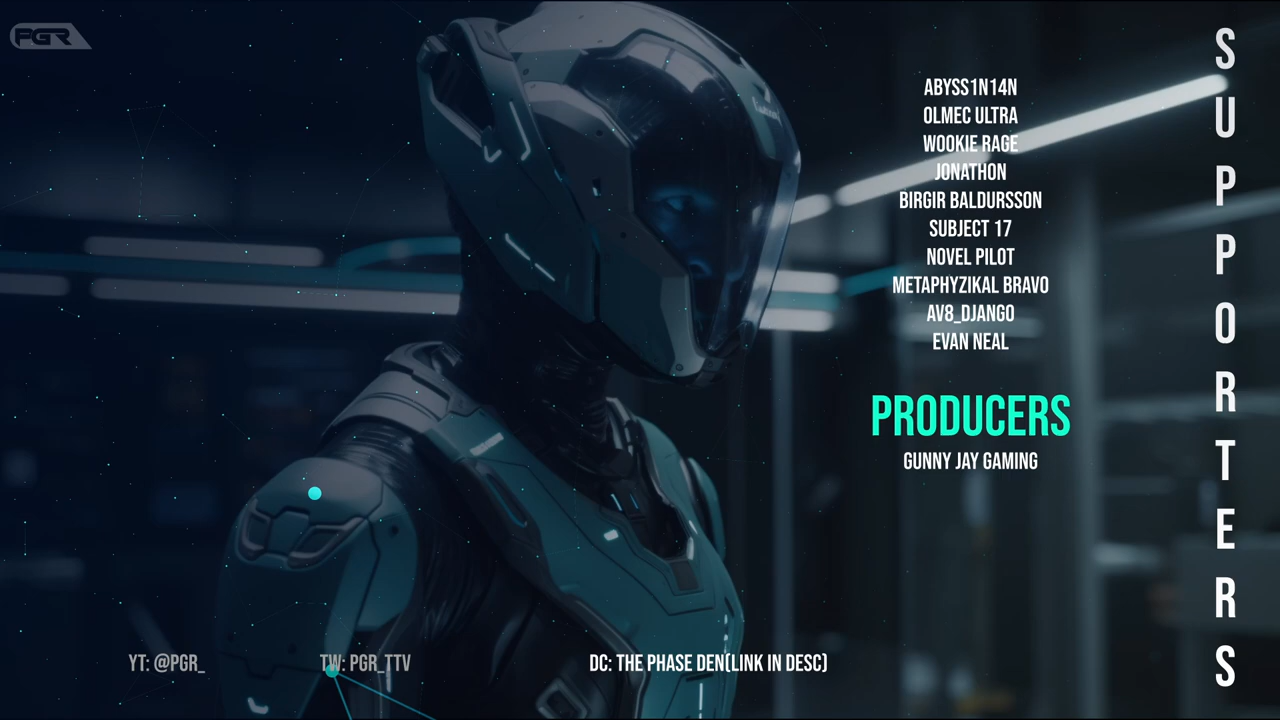 PGR
ABYSS1N14N
OLMEC ULTRA
WOOKIE RAGE
JONATHON
BIRGIR BALDURSSON
SUBJECT 17
NOVEL PILOT
METAPHYZIKAL BRAVO
AV8_DJANGO
EVAN NEAL
PRODUCERS
GUNNY JAY GAMING
SUPPORTERS
YT: @PGR_
TW: PGR_TTV
DC: THE PHASE DEN(LINK IN DESC)